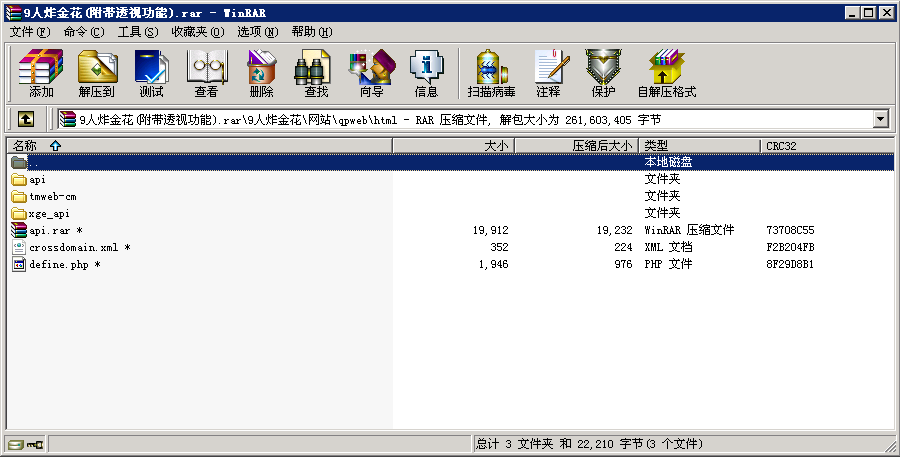 9人炸金花(附带透视功能).rar - WinRAR
文件(F) 命令(C) 工具(S) 收藏夹(O) 选项(N) 帮助(H)
添加 解压到 测试 查看 删除 查找 向导 信息 扫描病毒 注释 保护 自解压格式
9人炸金花(附带透视功能).rar\9人炸金花\网站\qpweb\html - RAR 压缩文件, 解包大小为 261,603,405 字节
名称 大小 压缩后大小 类型 CRC32
.. 本地磁盘
api 文件夹
tmweb-cm 文件夹
xge_api 文件夹
api.rar * 19,912 19,232 WinRAR 压缩文件 73708C55
crossdomain.xml * 352 224 XML 文档 F2B204FB
define.php * 1,946 976 PHP 文件 8F29D8B1
总计 3 文件夹 和 22,210 字节(3 个文件)